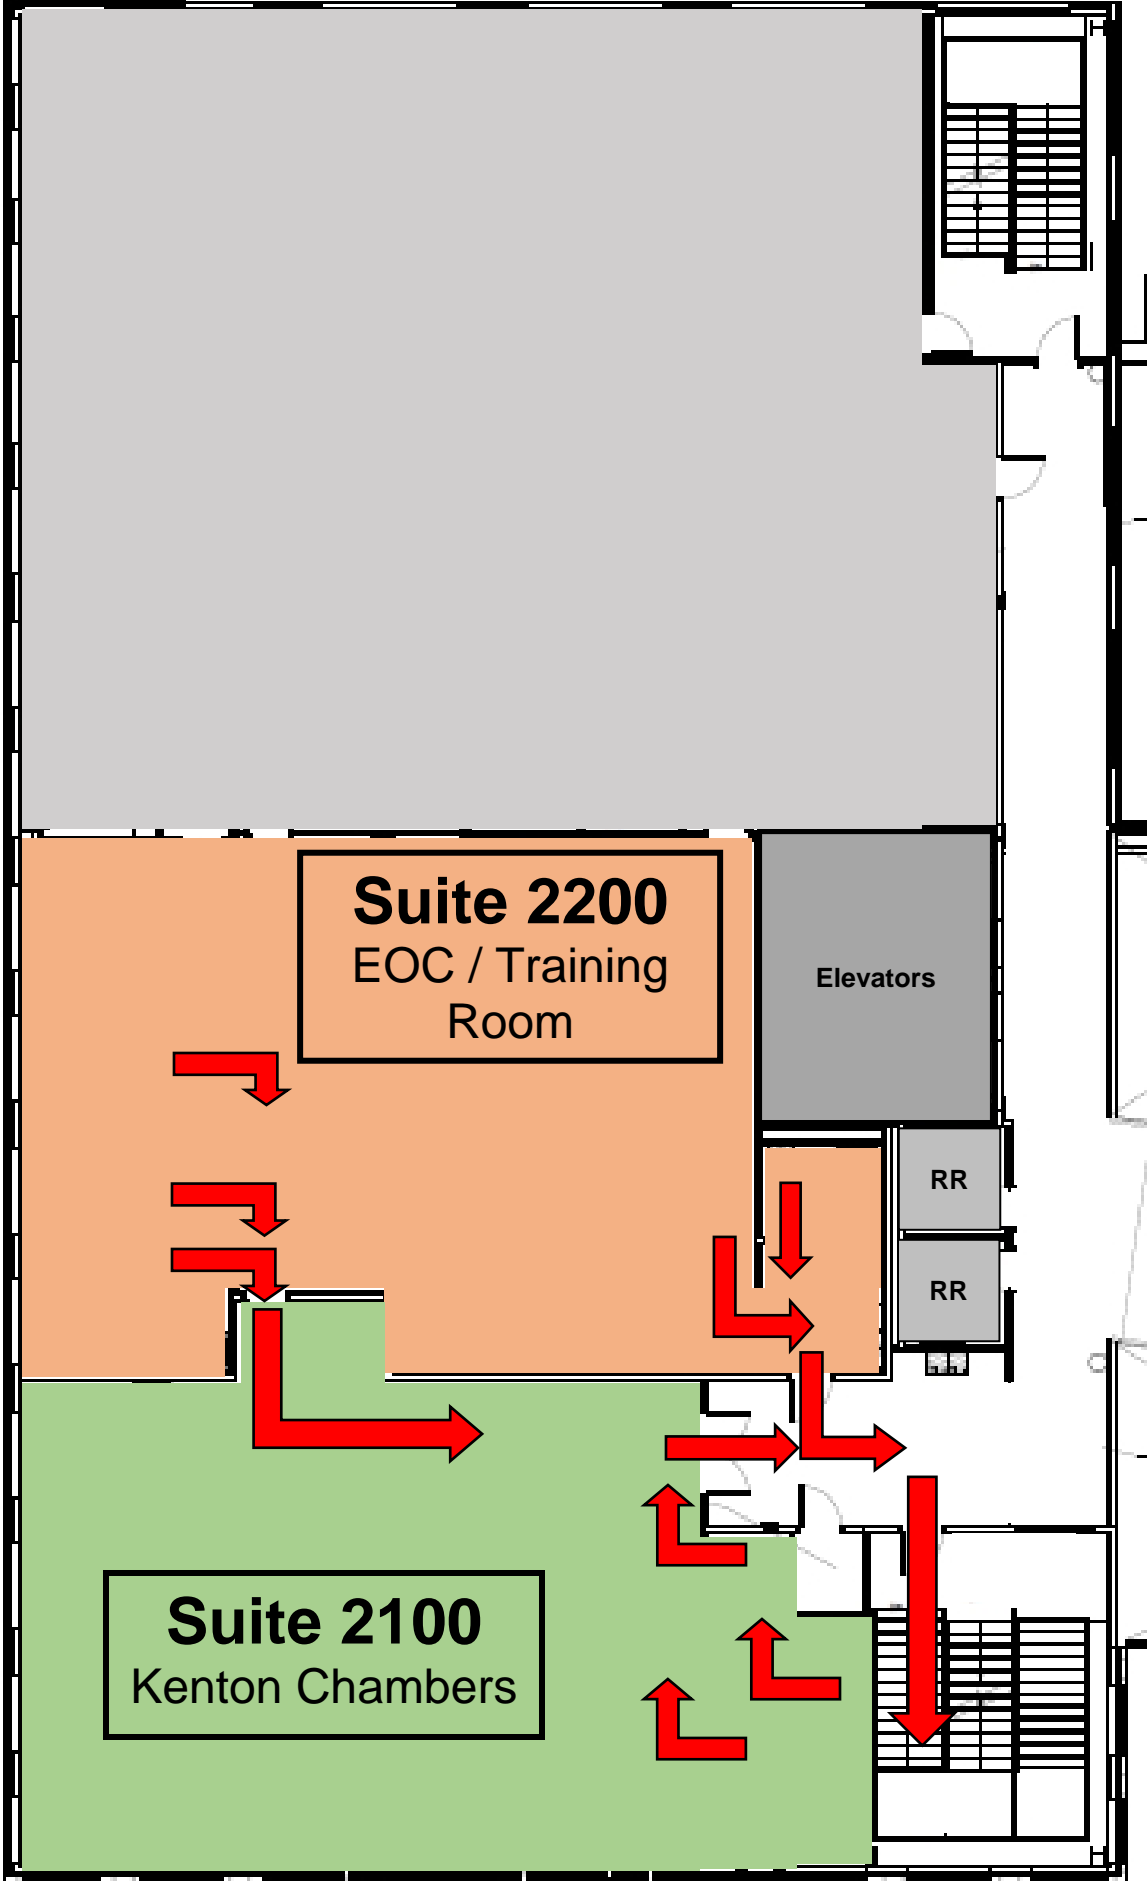 Suite 2200
EOC / Training
Room
Elevators
RR
RR
Suite 2100
Kenton Chambers